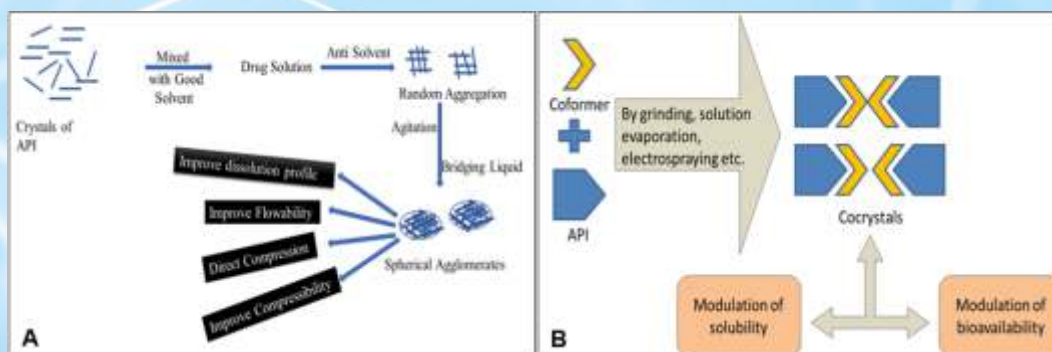 Crystals of
API
Mixed
with Good
Solvent
Drug Solution
Anti Solvent
Random Aggregation
Agitation
Bridging Liquid
Spherical Agglomerates
Improve dissolution profile
Improve Flowability
Direct Compression
Improve Compressibility
A
Coformer
API
By grinding, solution
evaporation,
electrospraying etc.
Cocrystals
Modulation of
solubility
Modulation of
bioavailability
B